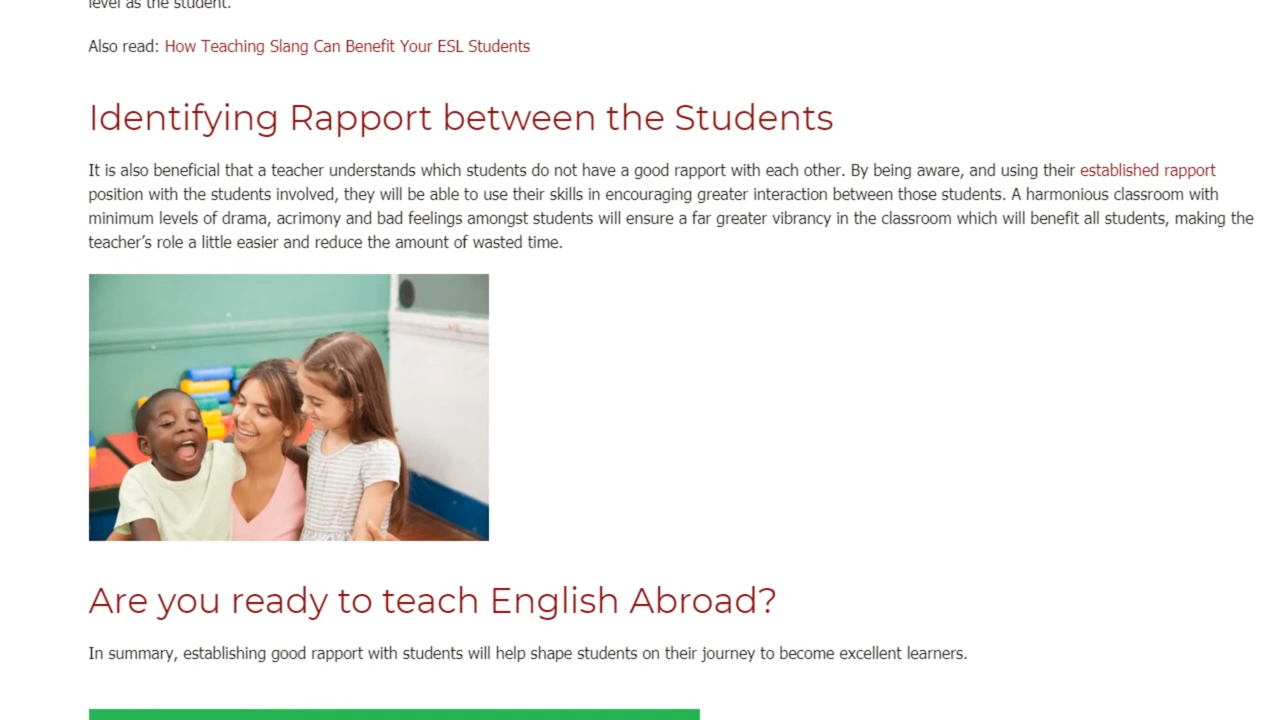 level as the student.
Also read: How Teaching Slang Can Benefit Your ESL Students
Identifying Rapport between the Students
It is also beneficial that a teacher understands which students do not have a good rapport with each other. By being aware, and using their established rapport
position with the students involved, they will be able to use their skills in encouraging greater interaction between those students. A harmonious classroom with
minimum levels of drama, acrimony and bad feelings amongst students will ensure a far greater vibrancy in the classroom which will benefit all students, making the
teacher’s role a little easier and reduce the amount of wasted time.
Are you ready to teach English Abroad?
In summary, establishing good rapport with students will help shape students on their journey to become excellent learners.